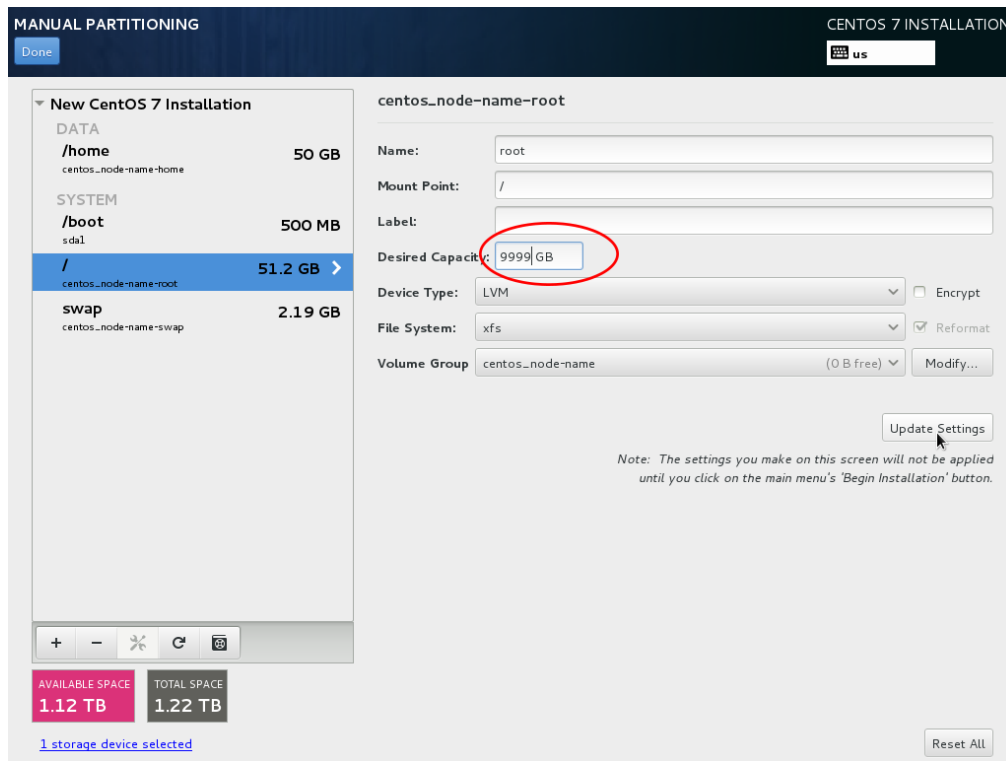 MANUAL PARTITIONING
CENTOS 7 INSTALLATION
Done
us
New CentOS 7 Installation
DATA
/home
50 GB
centos_node-name-home
SYSTEM
/boot
500 MB
sda1
/
51.2 GB
centos_node-name-root
swap
2.19 GB
centos_node-name-swap
AVAILABLE SPACE
1.12 TB
TOTAL SPACE
1.22 TB
1 storage device selected
centos_node-name-root
Name:
root
Mount Point:
/
Label:
Desired Capacity:
9999 GB
Device Type:
LVM
Encrypt
File System:
xfs
Reformat
Volume Group
centos_node-name
(0 B free)
Modify...
Update Settings
Note: The settings you make on this screen will not be applied
until you click on the main menu's 'Begin Installation' button.
Reset All